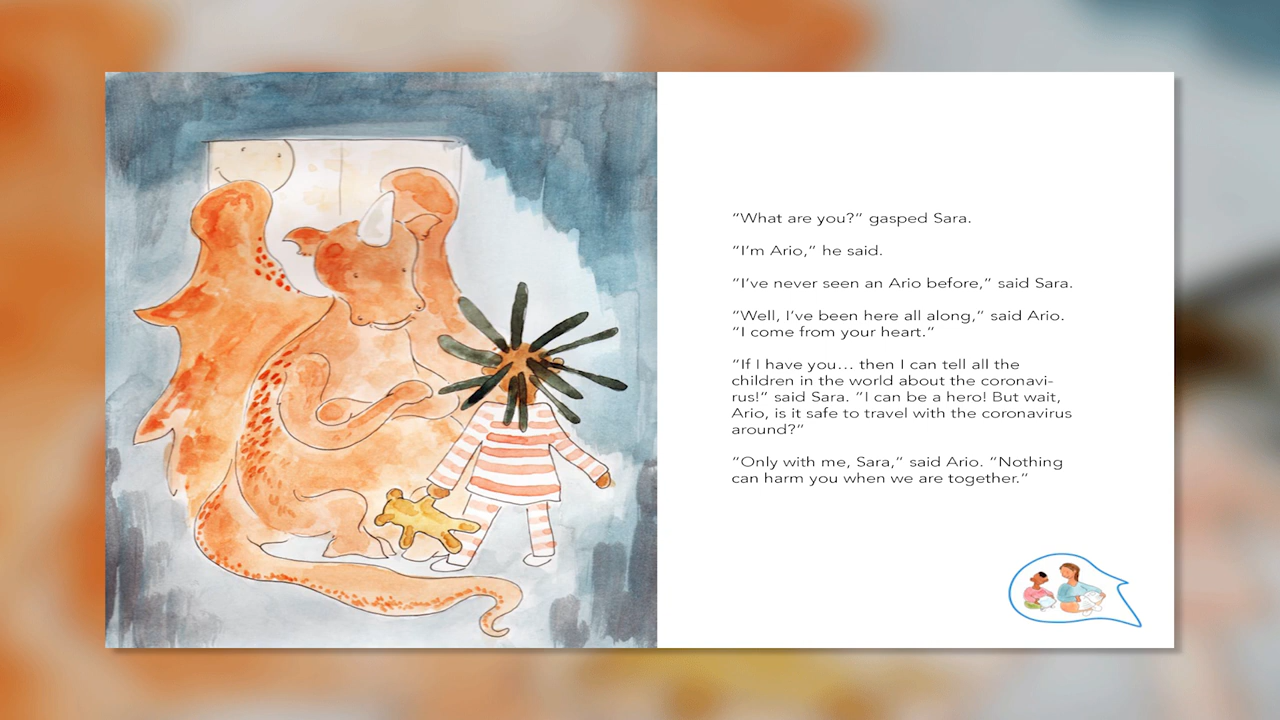 “What are you?” gasped Sara.
“I’m Ario,” he said.
“I’ve never seen an Ario before,” said Sara.
“Well, I’ve been here all along,” said Ario.
“I come from your heart.”
“If I have you… then I can tell all the
children in the world about the coronavi-
rus!” said Sara. “I can be a hero! But wait,
Ario, is it safe to travel with the coronavirus
around?”
“Only with me, Sara,” said Ario. “Nothing
can harm you when we are together.”